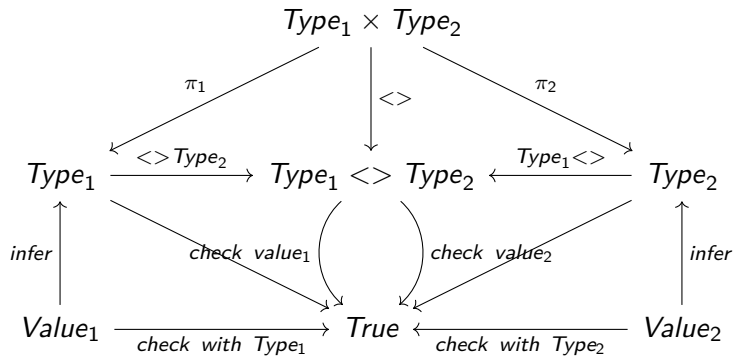 Type₁ × Type₂
π₁ <> π₂
Type₁ <>Type₂ Type₁ <> Type₂ Type₁<> Type₂
infer check value₁ check value₂ infer
Value₁ check with Type₁ True check with Type₂ Value₂